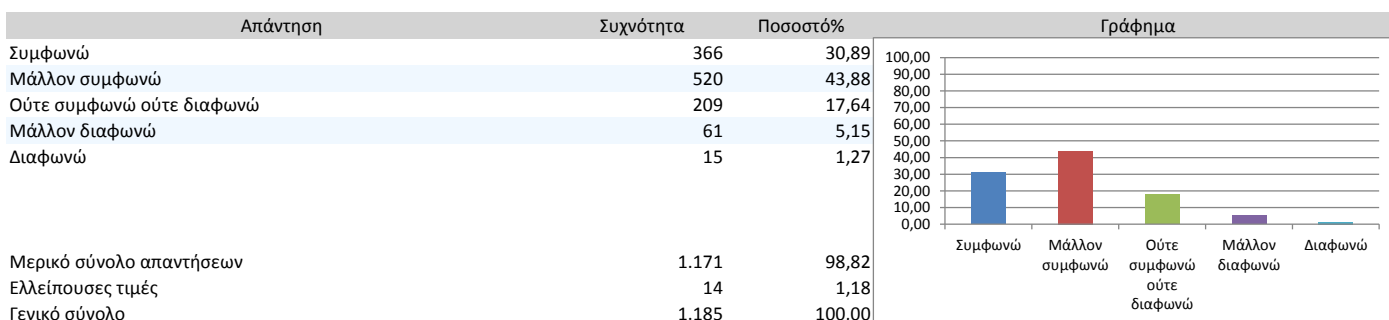 Απάντηση Συχνότητα Ποσοστό% Γράφημα
Συμφωνώ 366 30,89
Μάλλον συμφωνώ 520 43,88
Ούτε συμφωνώ ούτε διαφωνώ 209 17,64
Μάλλον διαφωνώ 61 5,15
Διαφωνώ 15 1,27
Μερικό σύνολο απαντήσεων 1.171 98,82
Ελλείπουσες τιμές 14 1,18
Γενικό σύνολο 1.185 100,00
100,00
90,00
80,00
70,00
60,00
50,00
40,00
30,00
20,00
10,00
0,00
Συμφωνώ Μάλλον Ούτε Μάλλον Διαφωνώ
συμφωνώ συμφωνώ διαφωνώ
ούτε
διαφωνώ